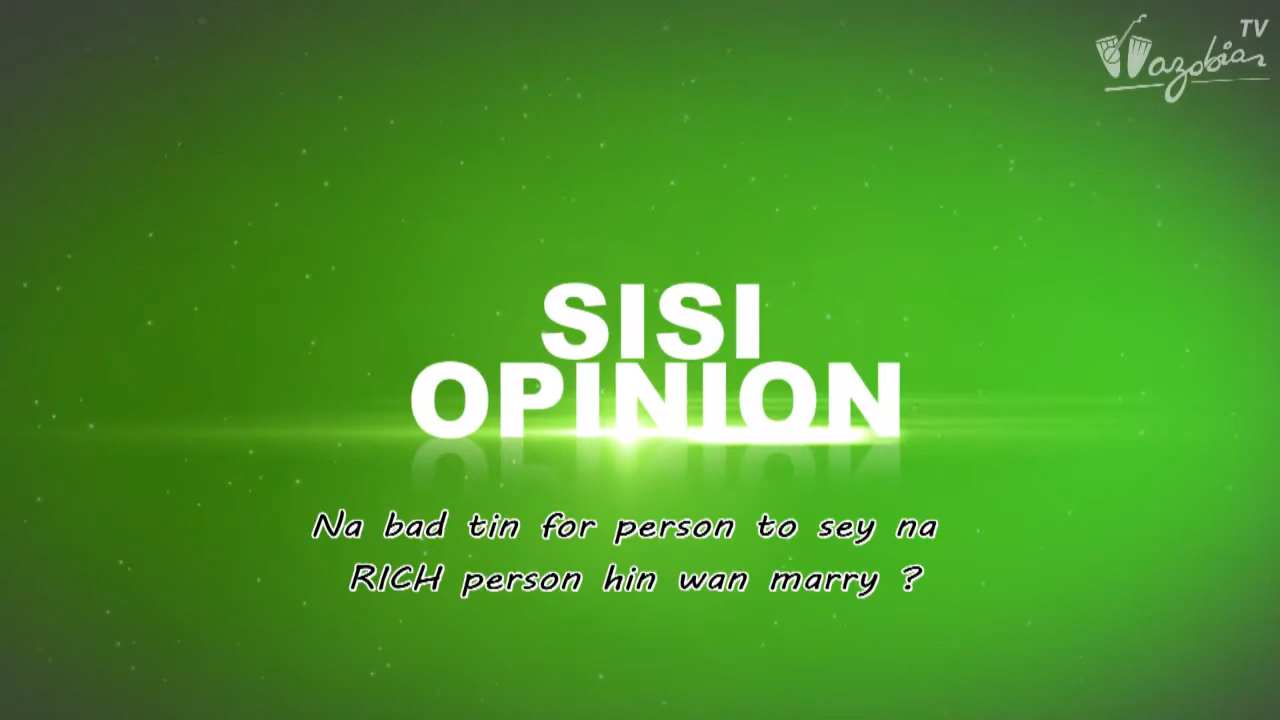 TV
Wazobia
SISI
OPINION
Na bad tin for person to sey na
RICH person hin wan marry ?